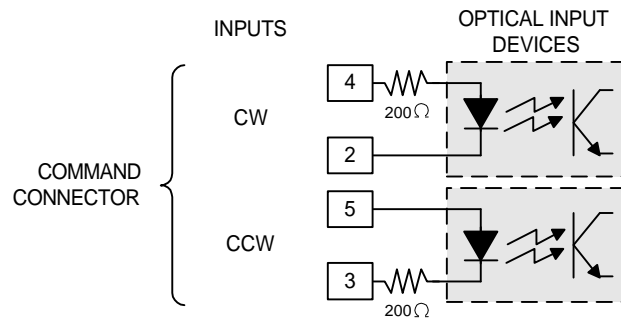 INPUTS
OPTICAL INPUT
DEVICES
4
200Ω
CW
2
COMMAND
CONNECTOR
5
CCW
3
200Ω